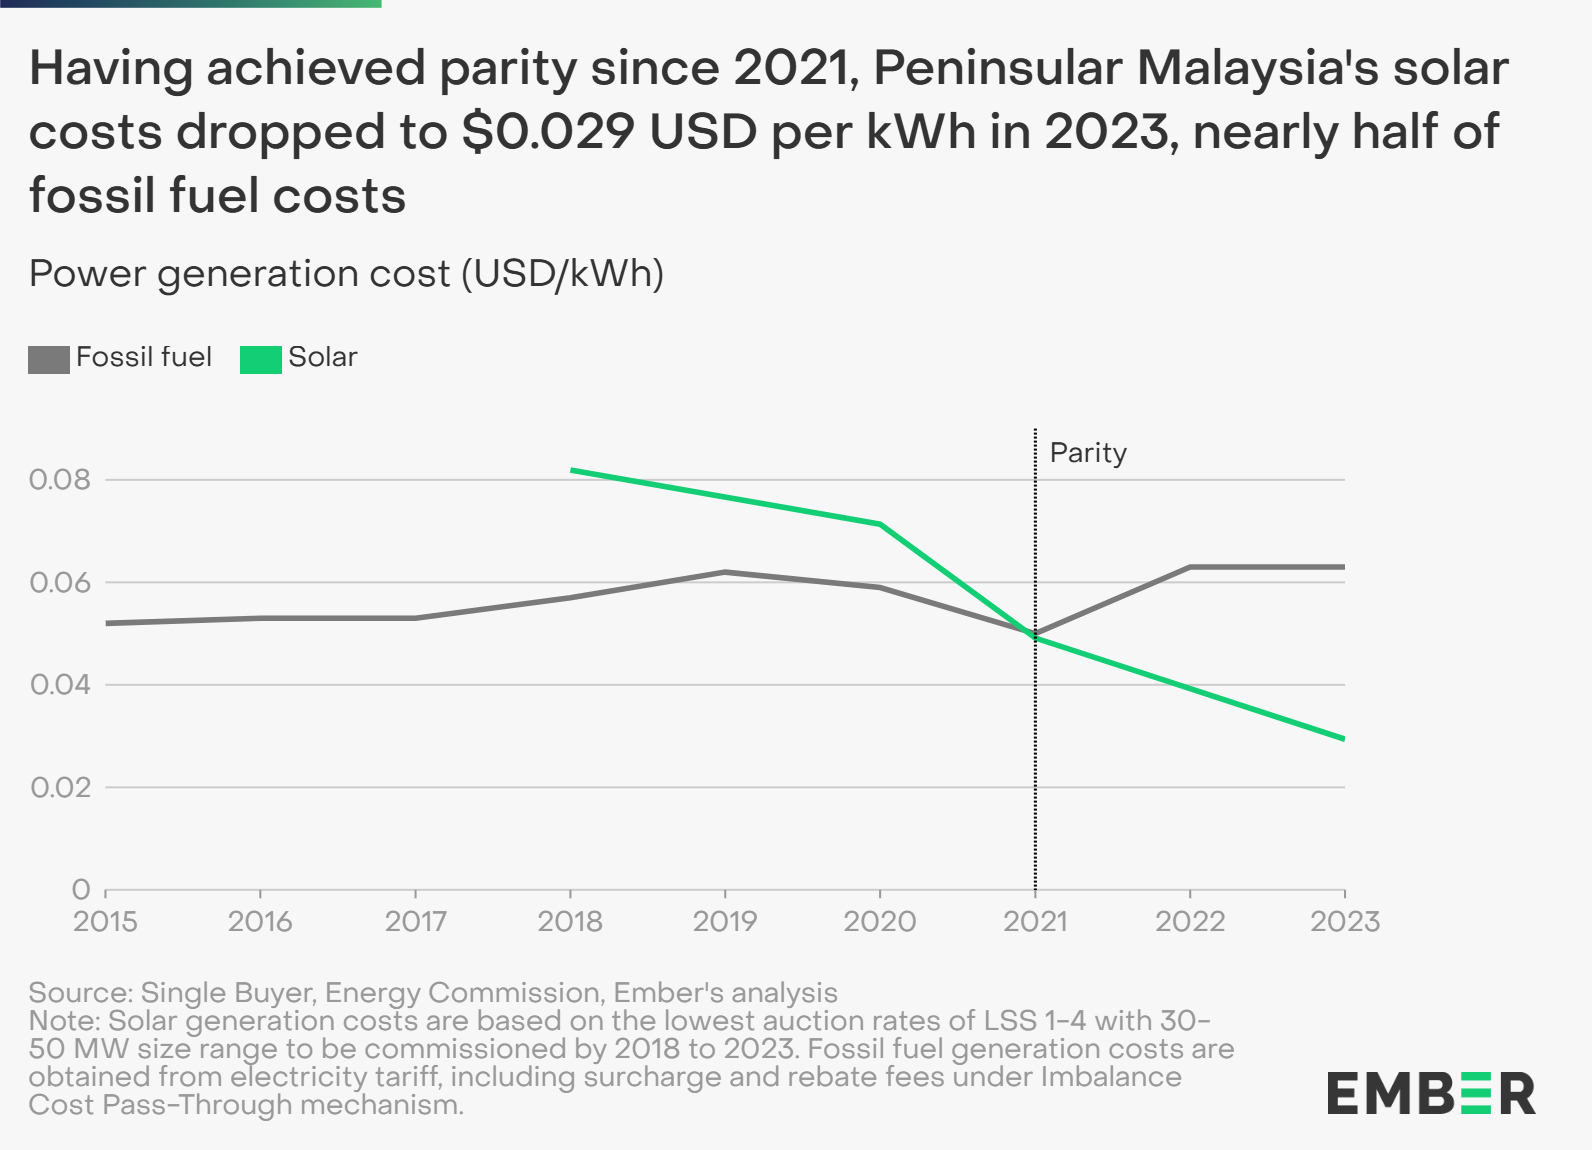 Having achieved parity since 2021, Peninsular Malaysia's solar
costs dropped to $0.029 USD per kWh in 2023, nearly half of
fossil fuel costs
Power generation cost (USD/kWh)
Fossil fuel
Solar
Parity
0.08
0.06
0.04
0.02
0
2015
2016
2017
2018
2019
2020
2021
2022
2023
Source: Single Buyer, Energy Commission, Ember's analysis
Note: Solar generation costs are based on the lowest auction rates of LSS 1-4 with 30-
50 MW size range to be commissioned by 2018 to 2023. Fossil fuel generation costs are
obtained from electricity tariff, including surcharge and rebate fees under Imbalance
Cost Pass-Through mechanism.
EMBER